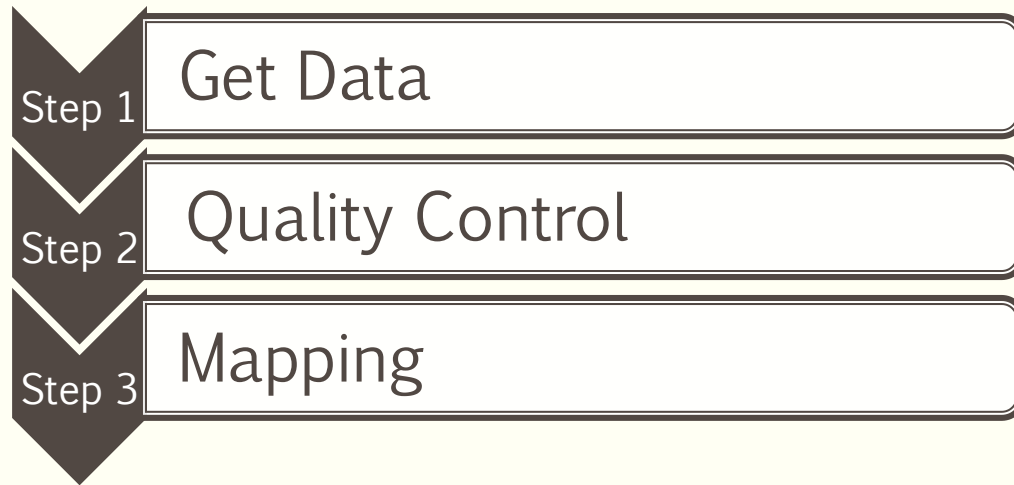 Step 1
Get Data
Step 2
Quality Control
Step 3
Mapping